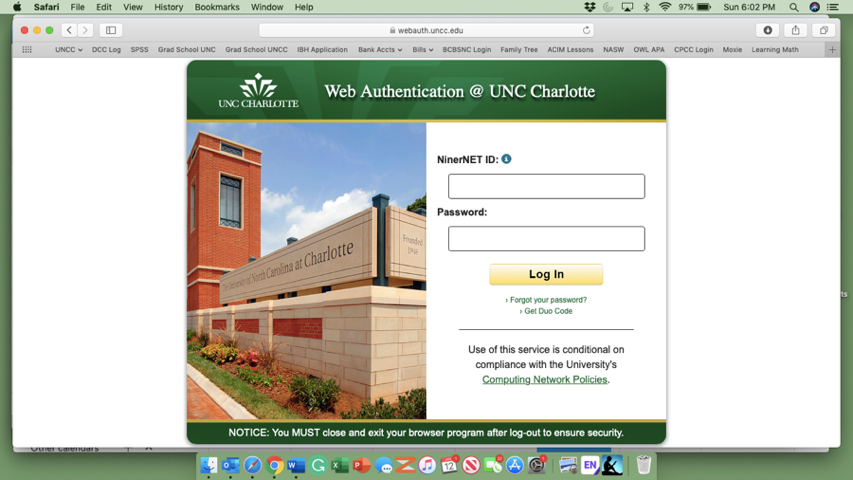 Safari File Edit View History Bookmarks Window Help 97% Sun 6:02 PM
webauth.uncc.edu
UNCC DCC Log SPSS Grad School UNC Grad School UNCC IBH Application Bank Accts Bills BCBSNC Login Family Tree ACIM Lessons NASW OWL APA CPCC Login Moxie Learning Math
UNC CHARLOTTE
Web Authentication @ UNC Charlotte
NinerNET ID:
Password:
Log In
› Forgot your password?
› Get Duo Code
Use of this service is conditional on
compliance with the University's
Computing Network Policies.
The University of North Carolina at Charlotte
Founded
NOTICE: You MUST close and exit your browser program after log-out to ensure security.
Other calendars
12
EN